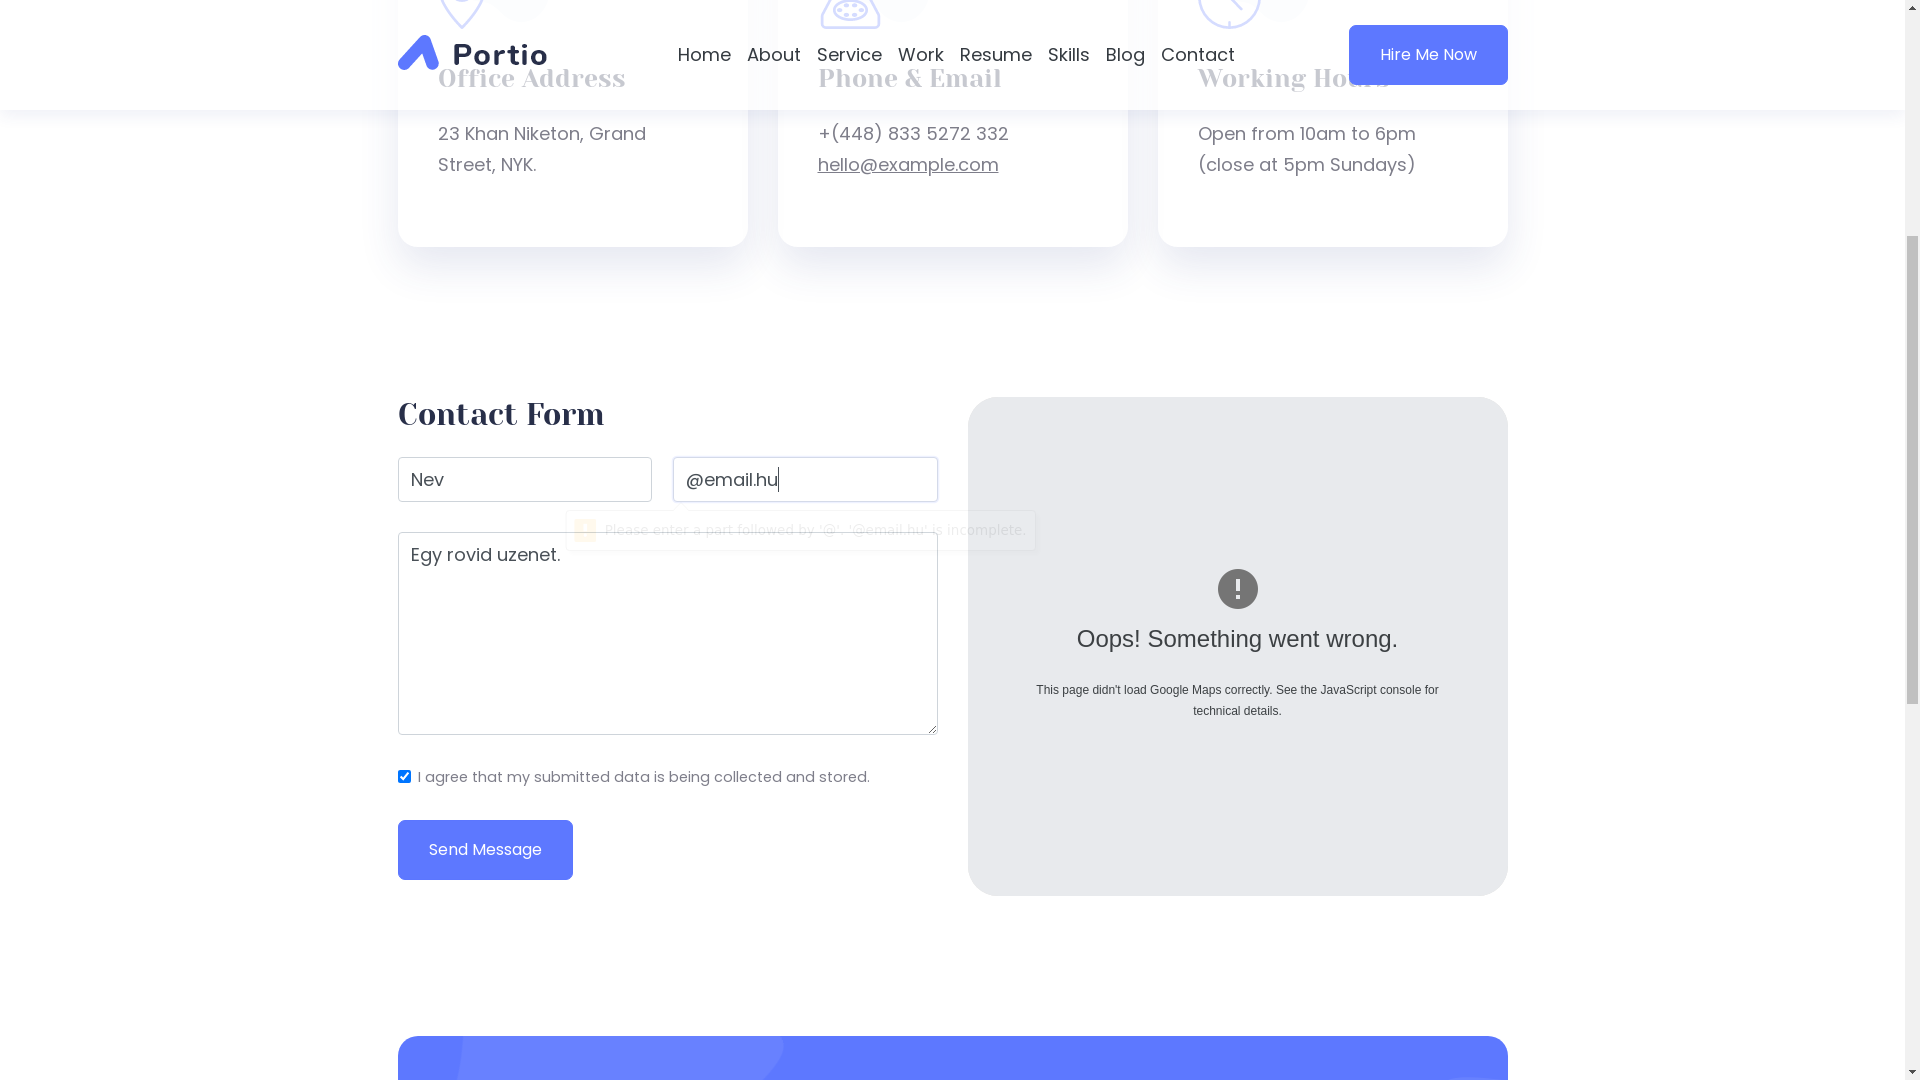 Portio
Home About Service Work Resume Skills Blog Contact
Hire Me Now
Office Address
Phone & Email
Working Hours
23 Khan Niketon, Grand
Street, NYK.
+(448) 833 5272 332
hello@example.com
Open from 10am to 6pm
(close at 5pm Sundays)
Contact Form
Nev
@email.hu
Please enter a part followed by '@'. '@email.hu' is incomplete.
Egy rovid uzenet.
I agree that my submitted data is being collected and stored.
Send Message
Oops! Something went wrong.
This page didn't load Google Maps correctly. See the JavaScript console for
technical details.